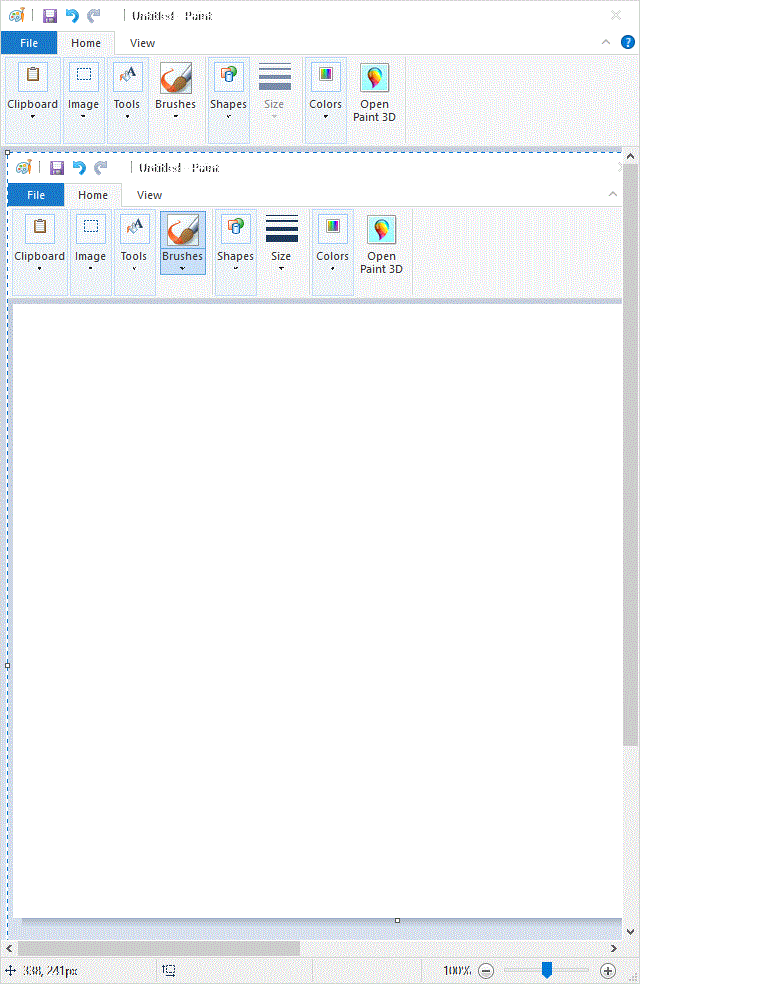 Untitled - Paint
File Home View
Clipboard Image Tools Brushes Shapes Size Colors Open
Paint 3D
Untitled - Paint
File Home View
Clipboard Image Tools Brushes Shapes Size Colors Open
Paint 3D
338, 241px 100%